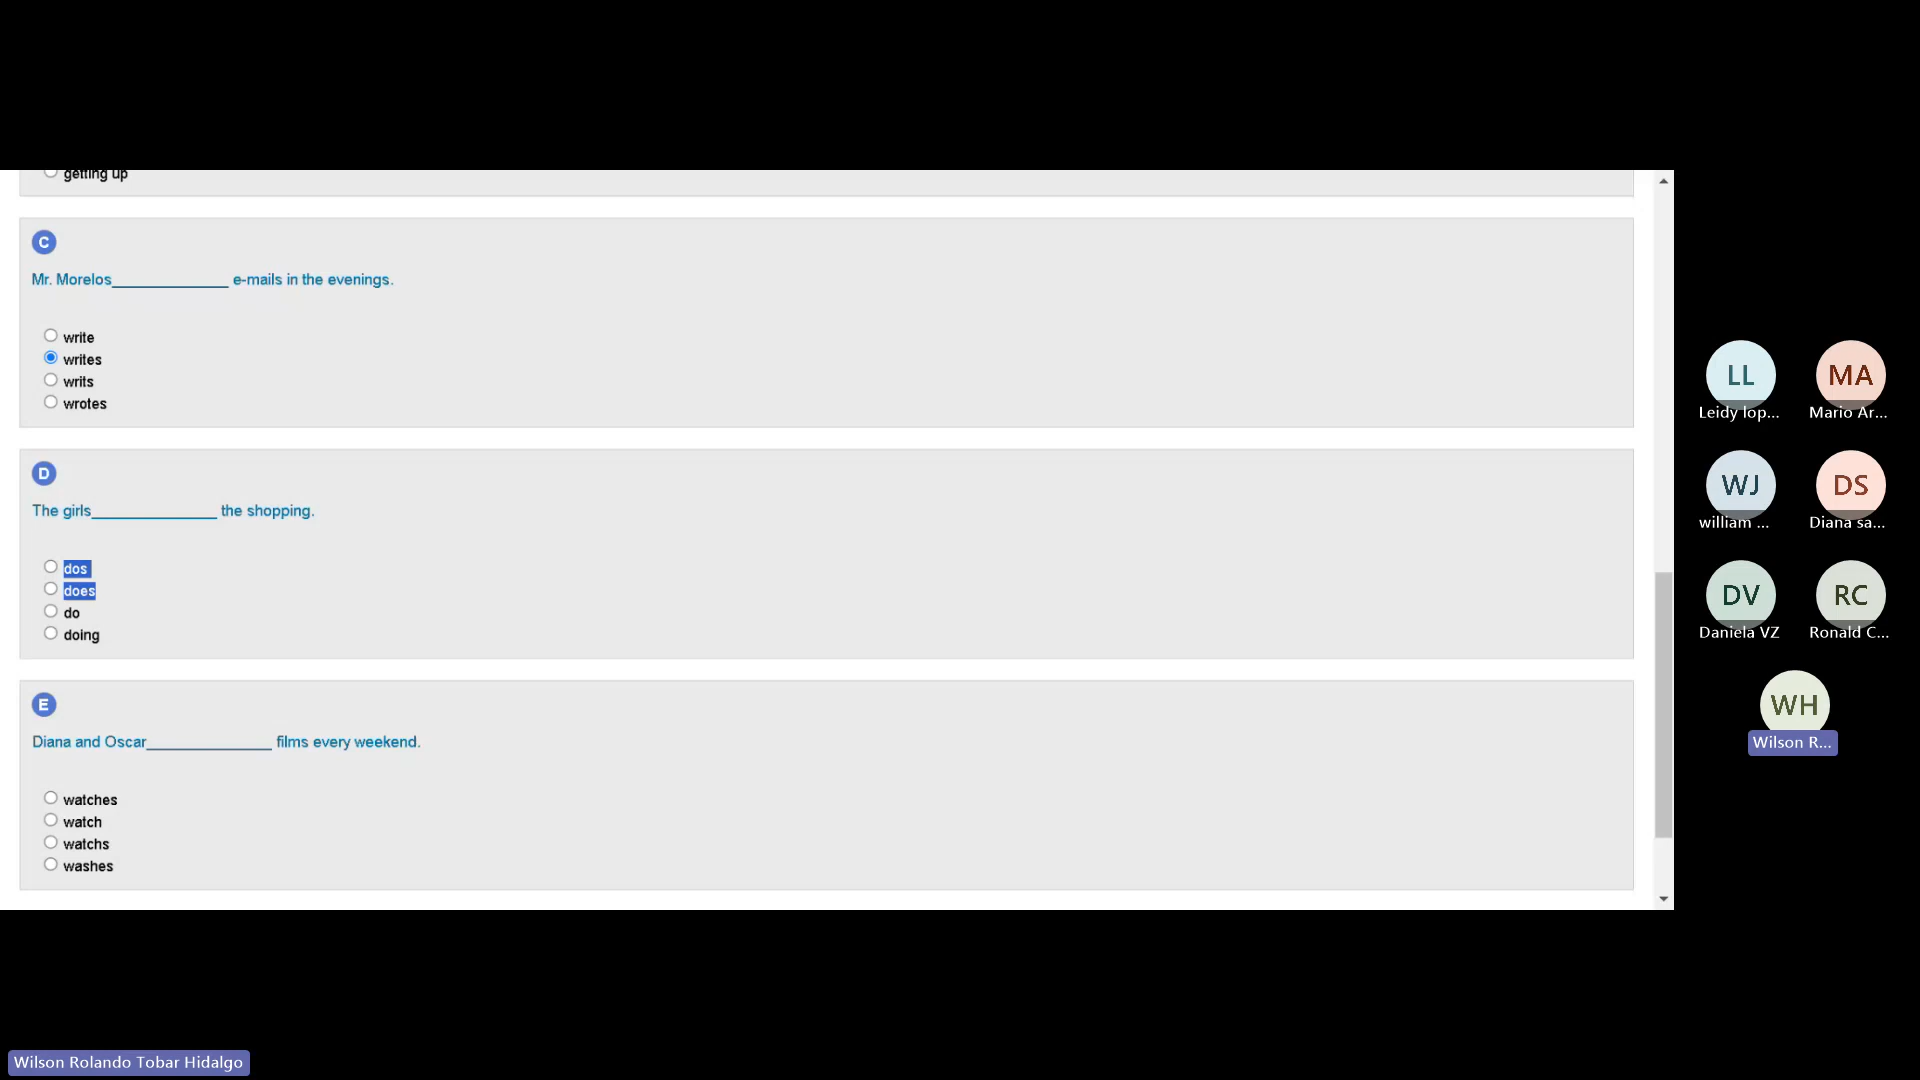 getting up
C
Mr. Morelos______________ e-mails in the evenings.
write
writes
writs
wrotes
D
The girls_______________ the shopping.
dos
does
do
doing
E
Diana and Oscar_______________ films every weekend.
watches
watch
watchs
washes
LL
Leidy lop...
MA
Mario Ar...
WJ
william ...
DS
Diana sa...
DV
Daniela VZ
RC
Ronald C...
WH
Wilson R...
Wilson Rolando Tobar Hidalgo